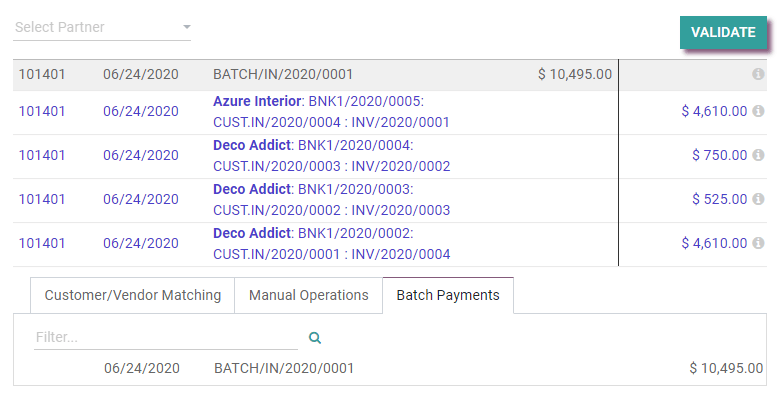 Select Partner
VALIDATE
101401 06/24/2020 BATCH/IN/2020/0001 $ 10,495.00
101401 06/24/2020 Azure Interior: BNK1/2020/0005: $ 4,610.00
CUST.IN/2020/0004 : INV/2020/0001
101401 06/24/2020 Deco Addict: BNK1/2020/0004: $ 750.00
CUST.IN/2020/0003 : INV/2020/0002
101401 06/24/2020 Deco Addict: BNK1/2020/0003: $ 525.00
CUST.IN/2020/0002 : INV/2020/0003
101401 06/24/2020 Deco Addict: BNK1/2020/0002: $ 4,610.00
CUST.IN/2020/0001 : INV/2020/0004
Customer/Vendor Matching Manual Operations Batch Payments
Filter...
06/24/2020 BATCH/IN/2020/0001 $ 10,495.00